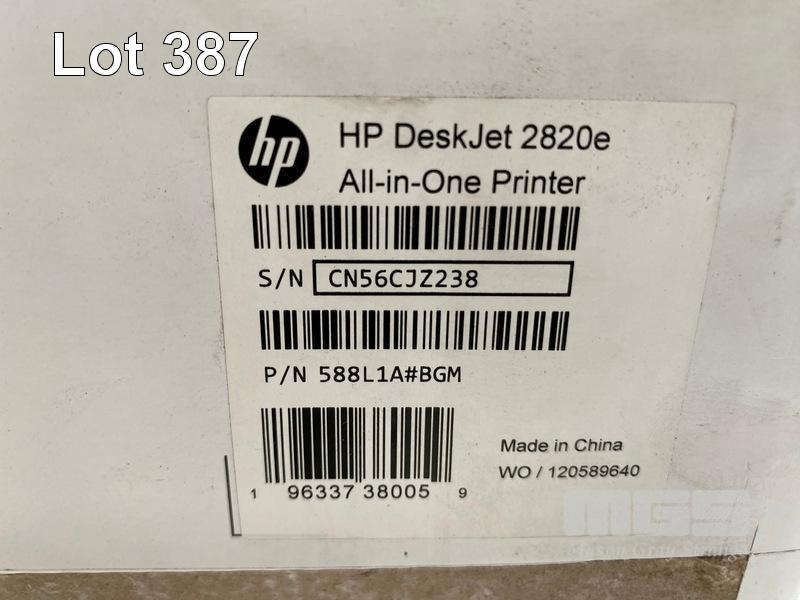 Lot 387
hp
HP DeskJet 2820e
All-in-One Printer
S/N CN56CJZ238
P/N 588L1A#BGM
Made in China
WO / 120589640
1 96337 38005 9
MGS